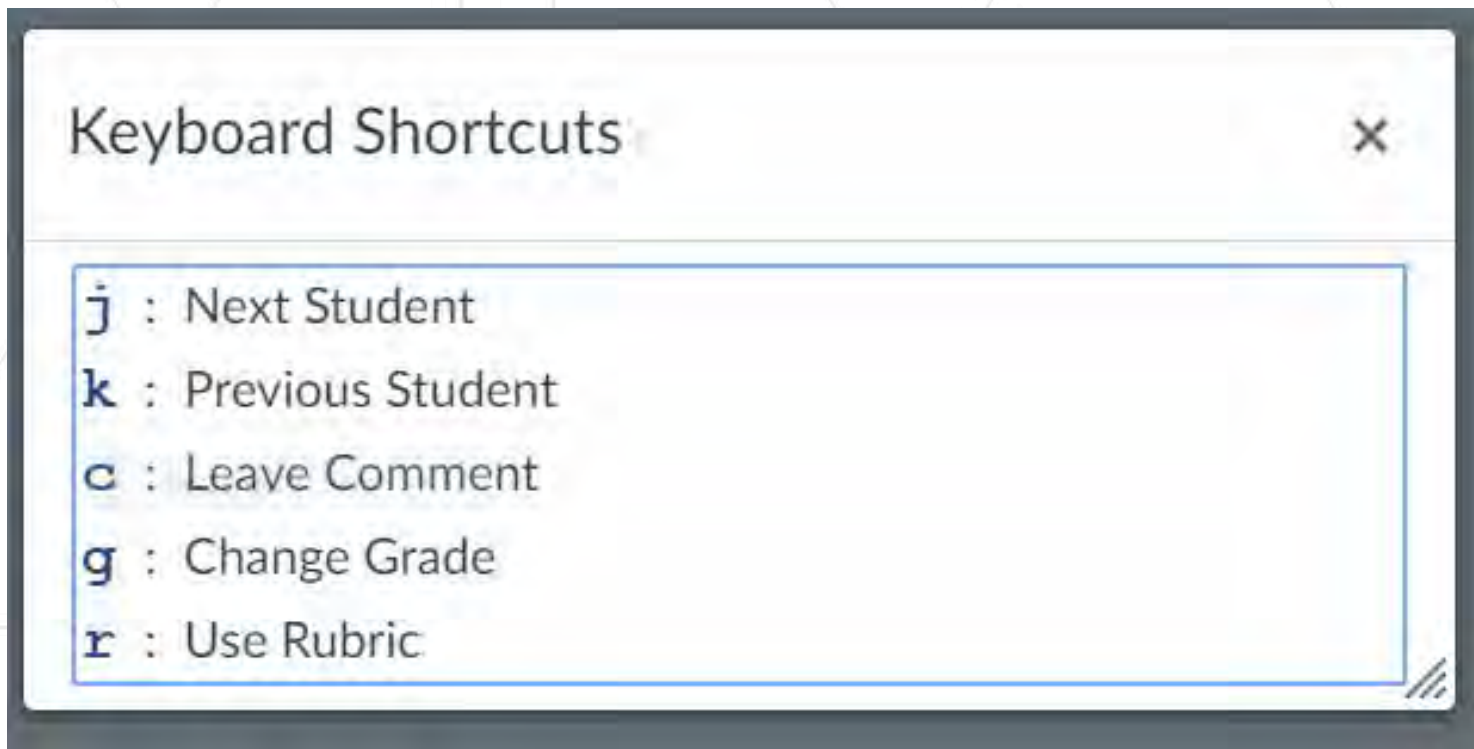 Keyboard Shortcuts ×
j : Next Student
k : Previous Student
c : Leave Comment
g : Change Grade
r : Use Rubric